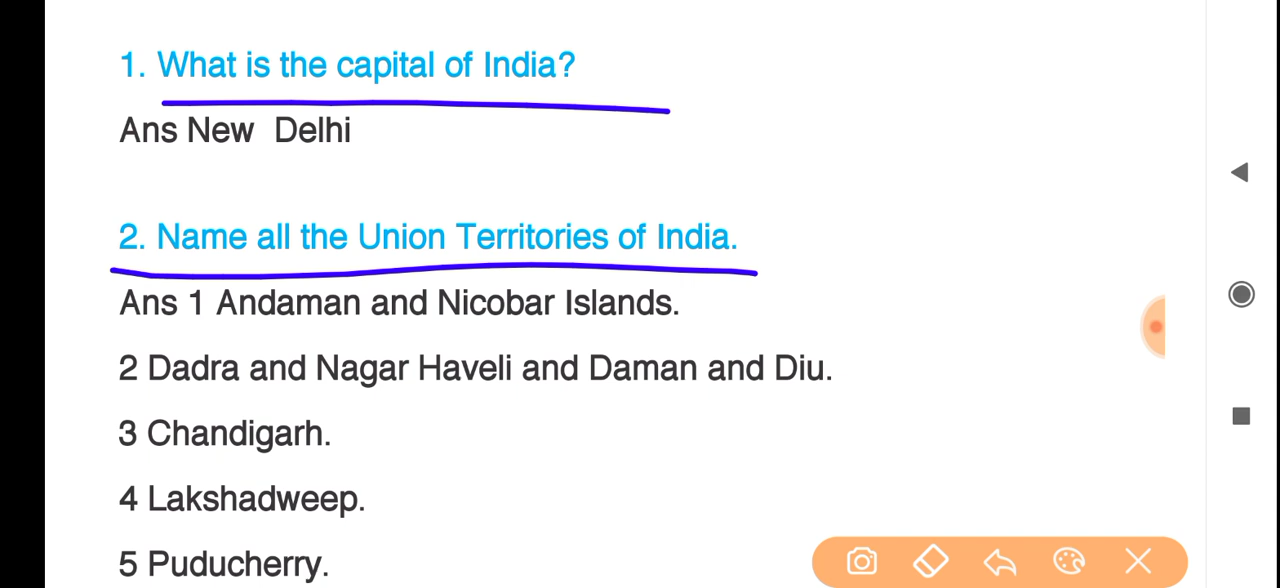 1. What is the capital of India?
Ans New Delhi
2. Name all the Union Territories of India.
Ans 1 Andaman and Nicobar Islands.
2 Dadra and Nagar Haveli and Daman and Diu.
3 Chandigarh.
4 Lakshadweep.
5 Puducherry.